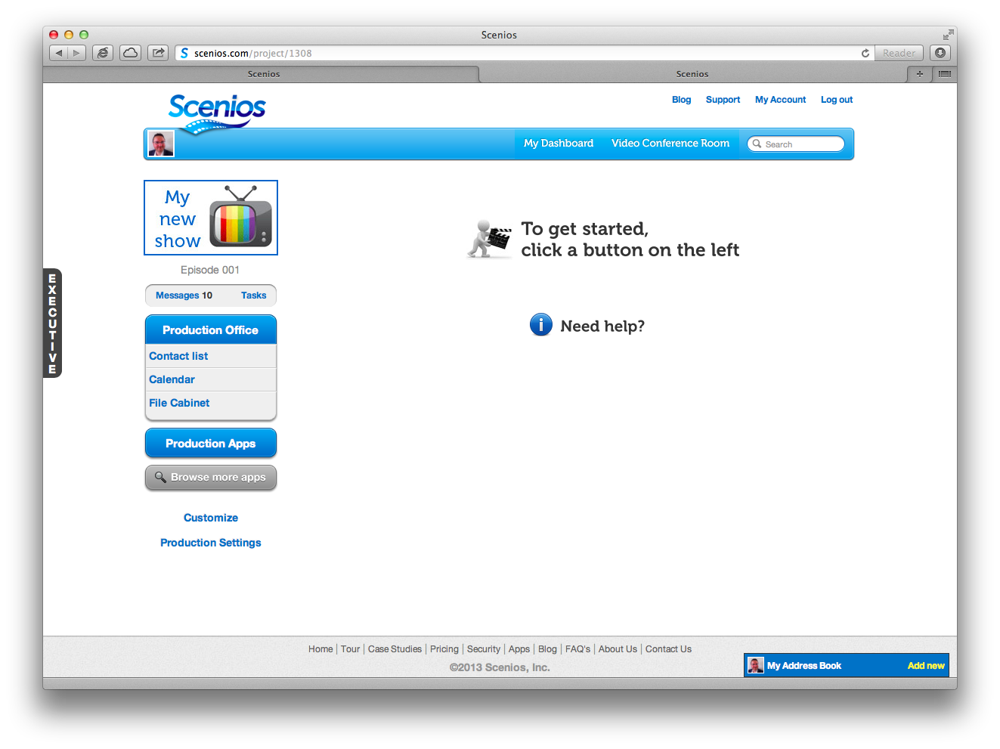 Scenios
scenios.com/project/1308
Reader
Scenios
Scenios
Scenios
Blog
Support
My Account
Log out
My Dashboard
Video Conference Room
Search
My
new
show
Episode 001
Messages 10
Tasks
Production Office
Contact list
Calendar
File Cabinet
Production Apps
Browse more apps
Customize
Production Settings
EXECUTIVE
To get started,
click a button on the left
i Need help?
Home | Tour | Case Studies | Pricing | Security | Apps | Blog | FAQ's | About Us | Contact Us
©2013 Scenios, Inc.
My Address Book
Add new